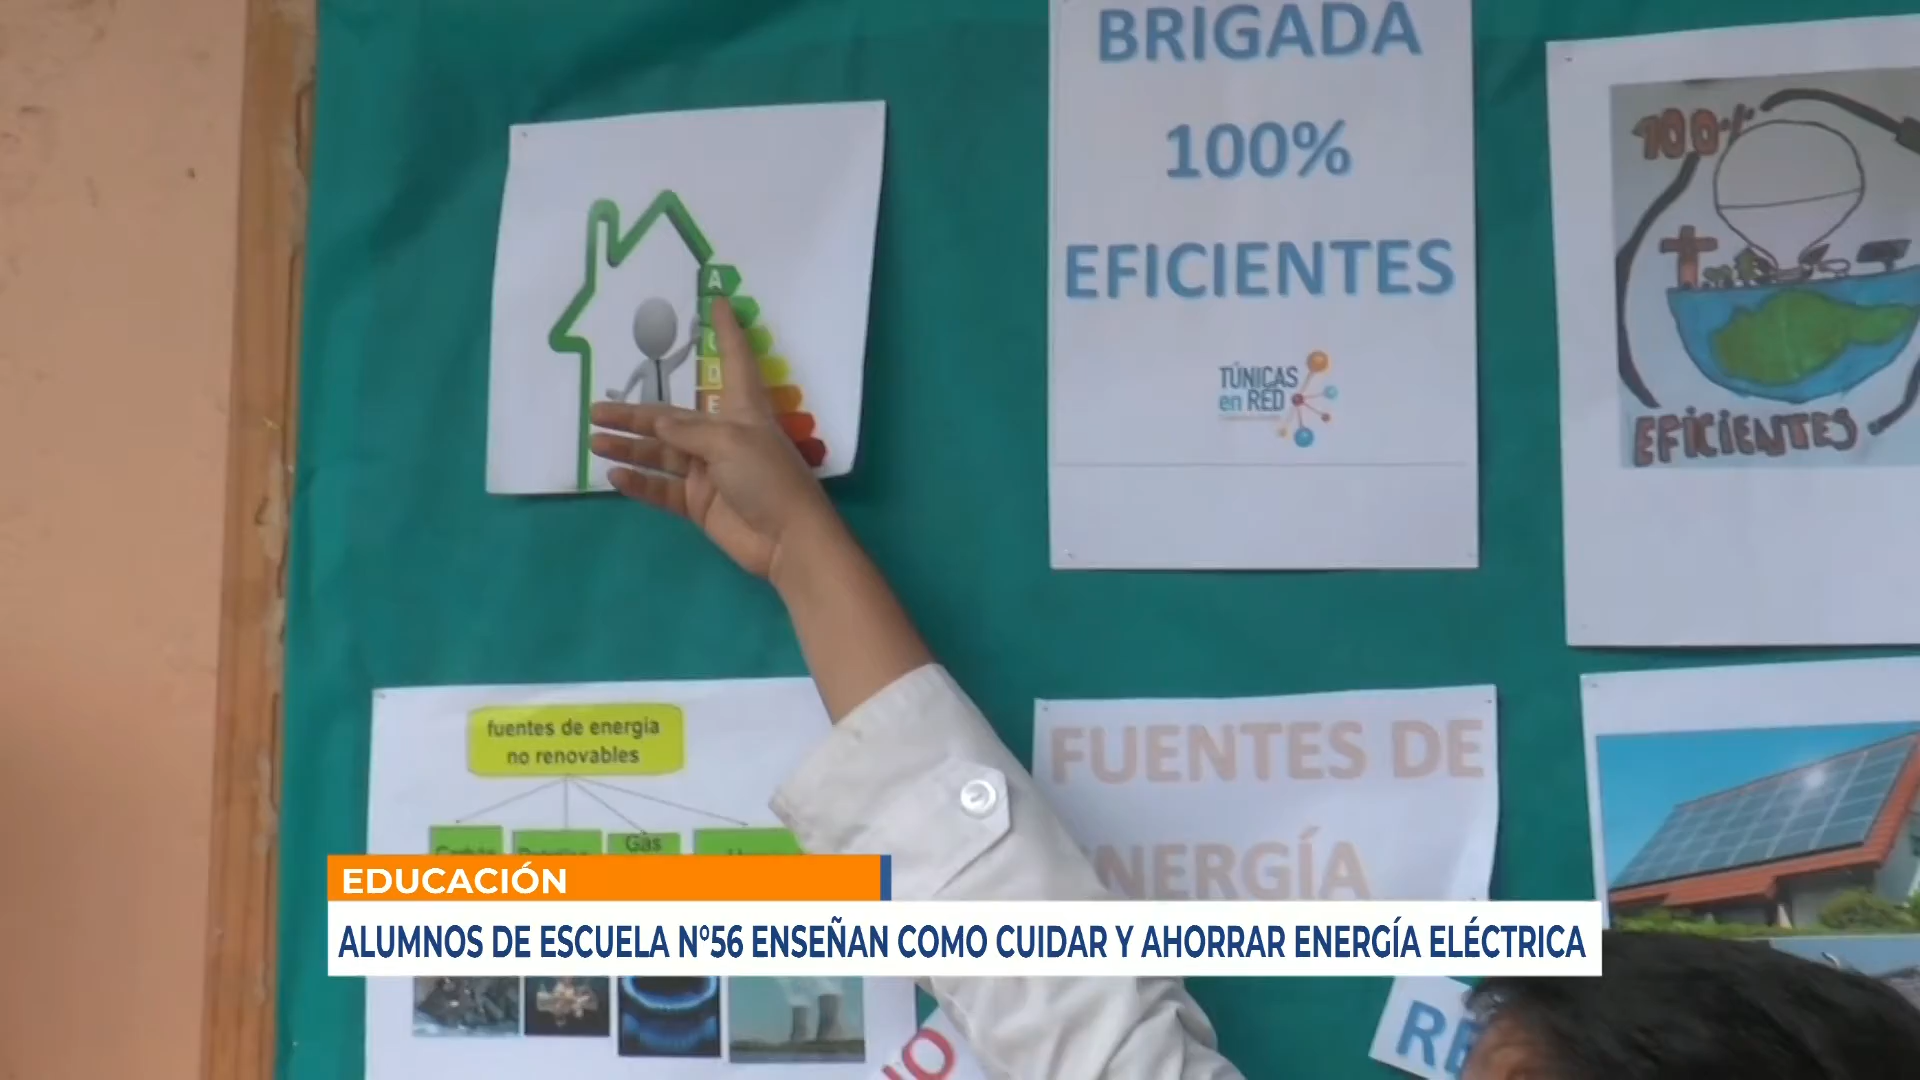 BRIGADA
100%
EFICIENTES
TÚNICAS
en RED
100%
EFICIENTES
A
D
E
fuentes de energía
no renovables
Gas
FUENTES DE
ENERGÍA
EDUCACIÓN
ALUMNOS DE ESCUELA Nº56 ENSEÑAN COMO CUIDAR Y AHORRAR ENERGÍA ELÉCTRICA